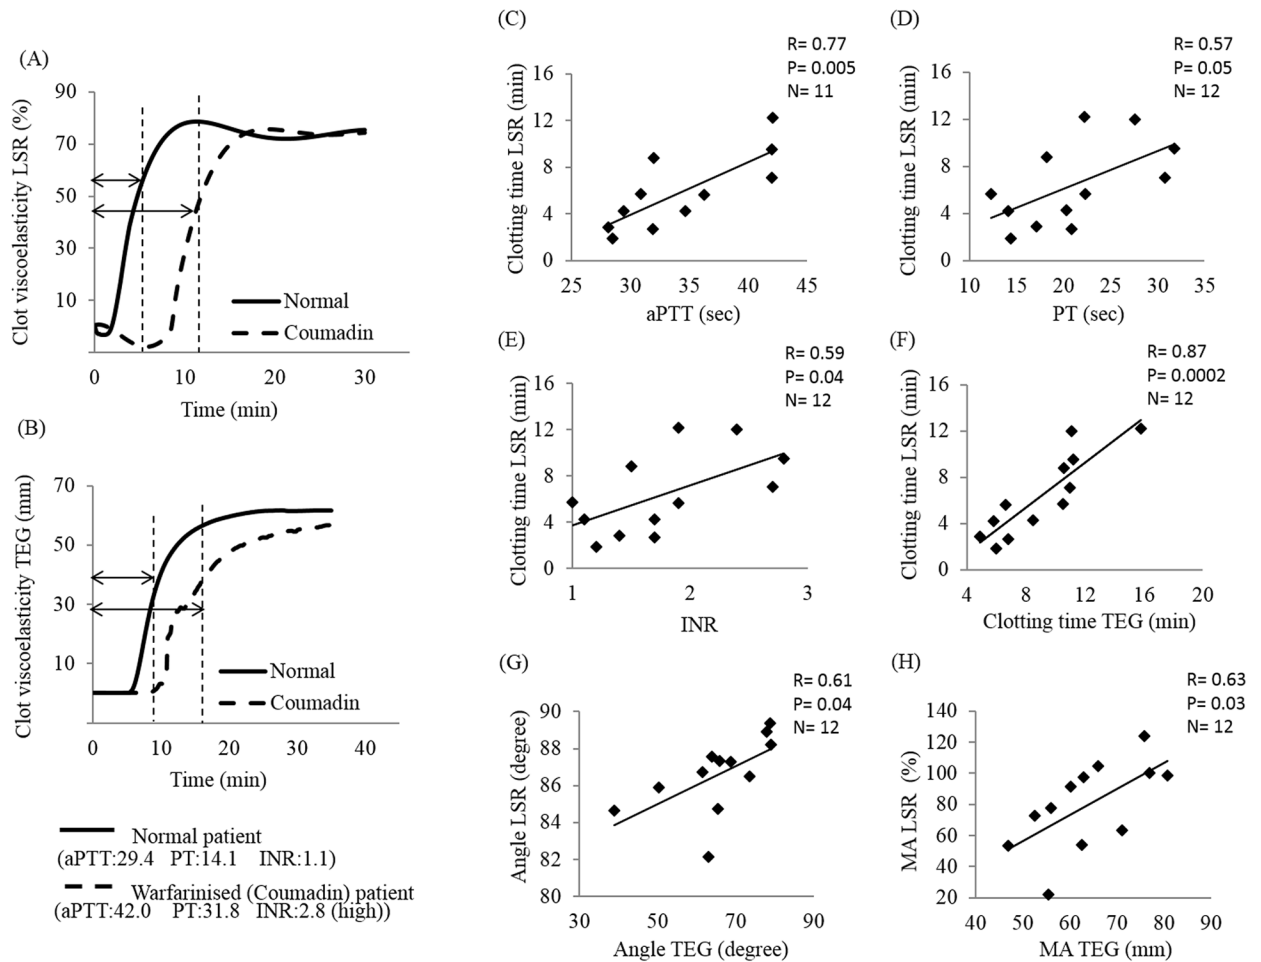 (A)
Clot viscoelasticity LSR (%)
90
70
50
30
10
Normal
Coumadin
0 10 20 30
Time (min)
(B)
Clot viscoelasticity TEG (mm)
70
50
30
10
Normal
Coumadin
0 10 20 30 40
Time (min)
Normal patient
(aPTT:29.4 PT:14.1 INR:1.1)
Warfarinised (Coumadin) patient
(aPTT:42.0 PT:31.8 INR:2.8 (high))
(C)
R= 0.77
P= 0.005
N= 11
Clotting time LSR (min)
16
12
8
4
0
25 30 35 40 45
aPTT (sec)
(D)
R= 0.57
P= 0.05
N= 12
Clotting time LSR (min)
16
12
8
4
0
10 15 20 25 30 35
PT (sec)
(E)
R= 0.59
P= 0.04
N= 12
Clotting time LSR (min)
16
12
8
4
0
1 2 3
INR
(F)
R= 0.87
P= 0.0002
N= 12
Clotting time LSR (min)
16
12
8
4
0
4 8 12 16 20
Clotting time TEG (min)
(G)
R= 0.61
P= 0.04
N= 12
Angle LSR (degree)
90
88
86
84
82
80
30 50 70 90
Angle TEG (degree)
(H)
R= 0.63
P= 0.03
N= 12
MA LSR (%)
140
120
100
80
60
40
20
40 50 60 70 80 90
MA TEG (mm)